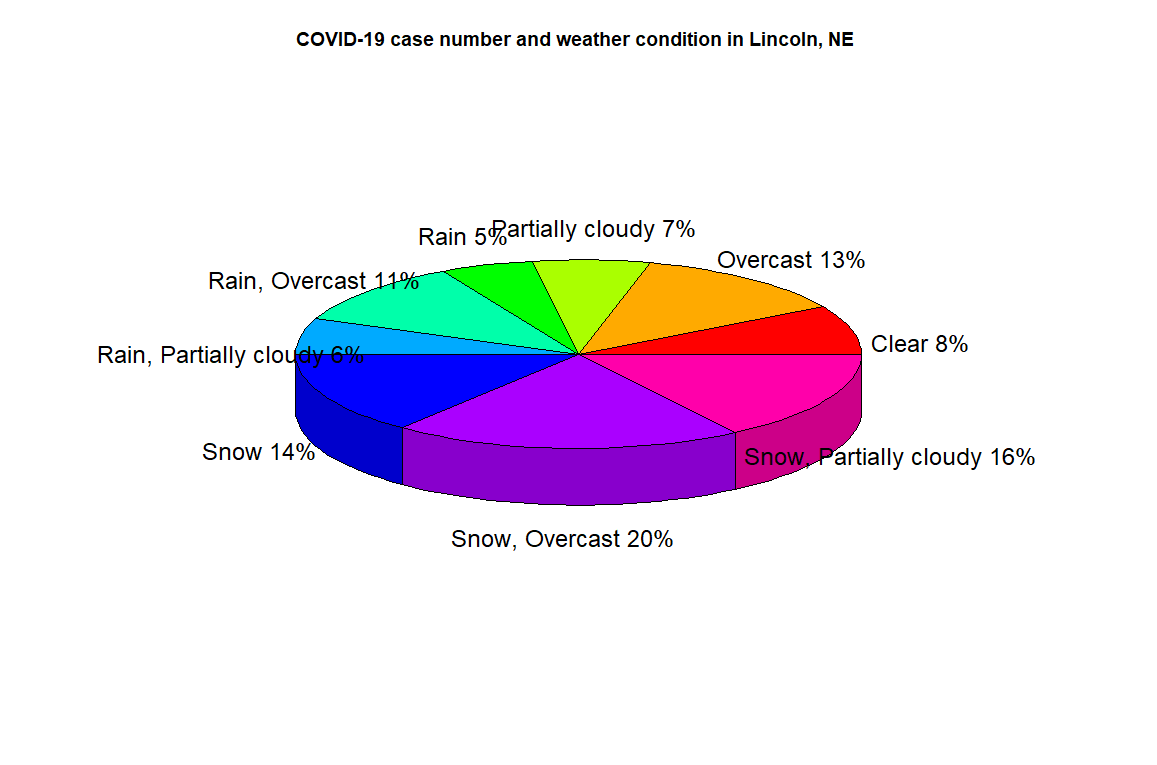 COVID-19 case number and weather condition in Lincoln, NE
Partially cloudy 7%
Rain 5%
Overcast 13%
Rain, Overcast 11%
Clear 8%
Rain, Partially cloudy 6%
Snow 14%
Snow, Partially cloudy 16%
Snow, Overcast 20%